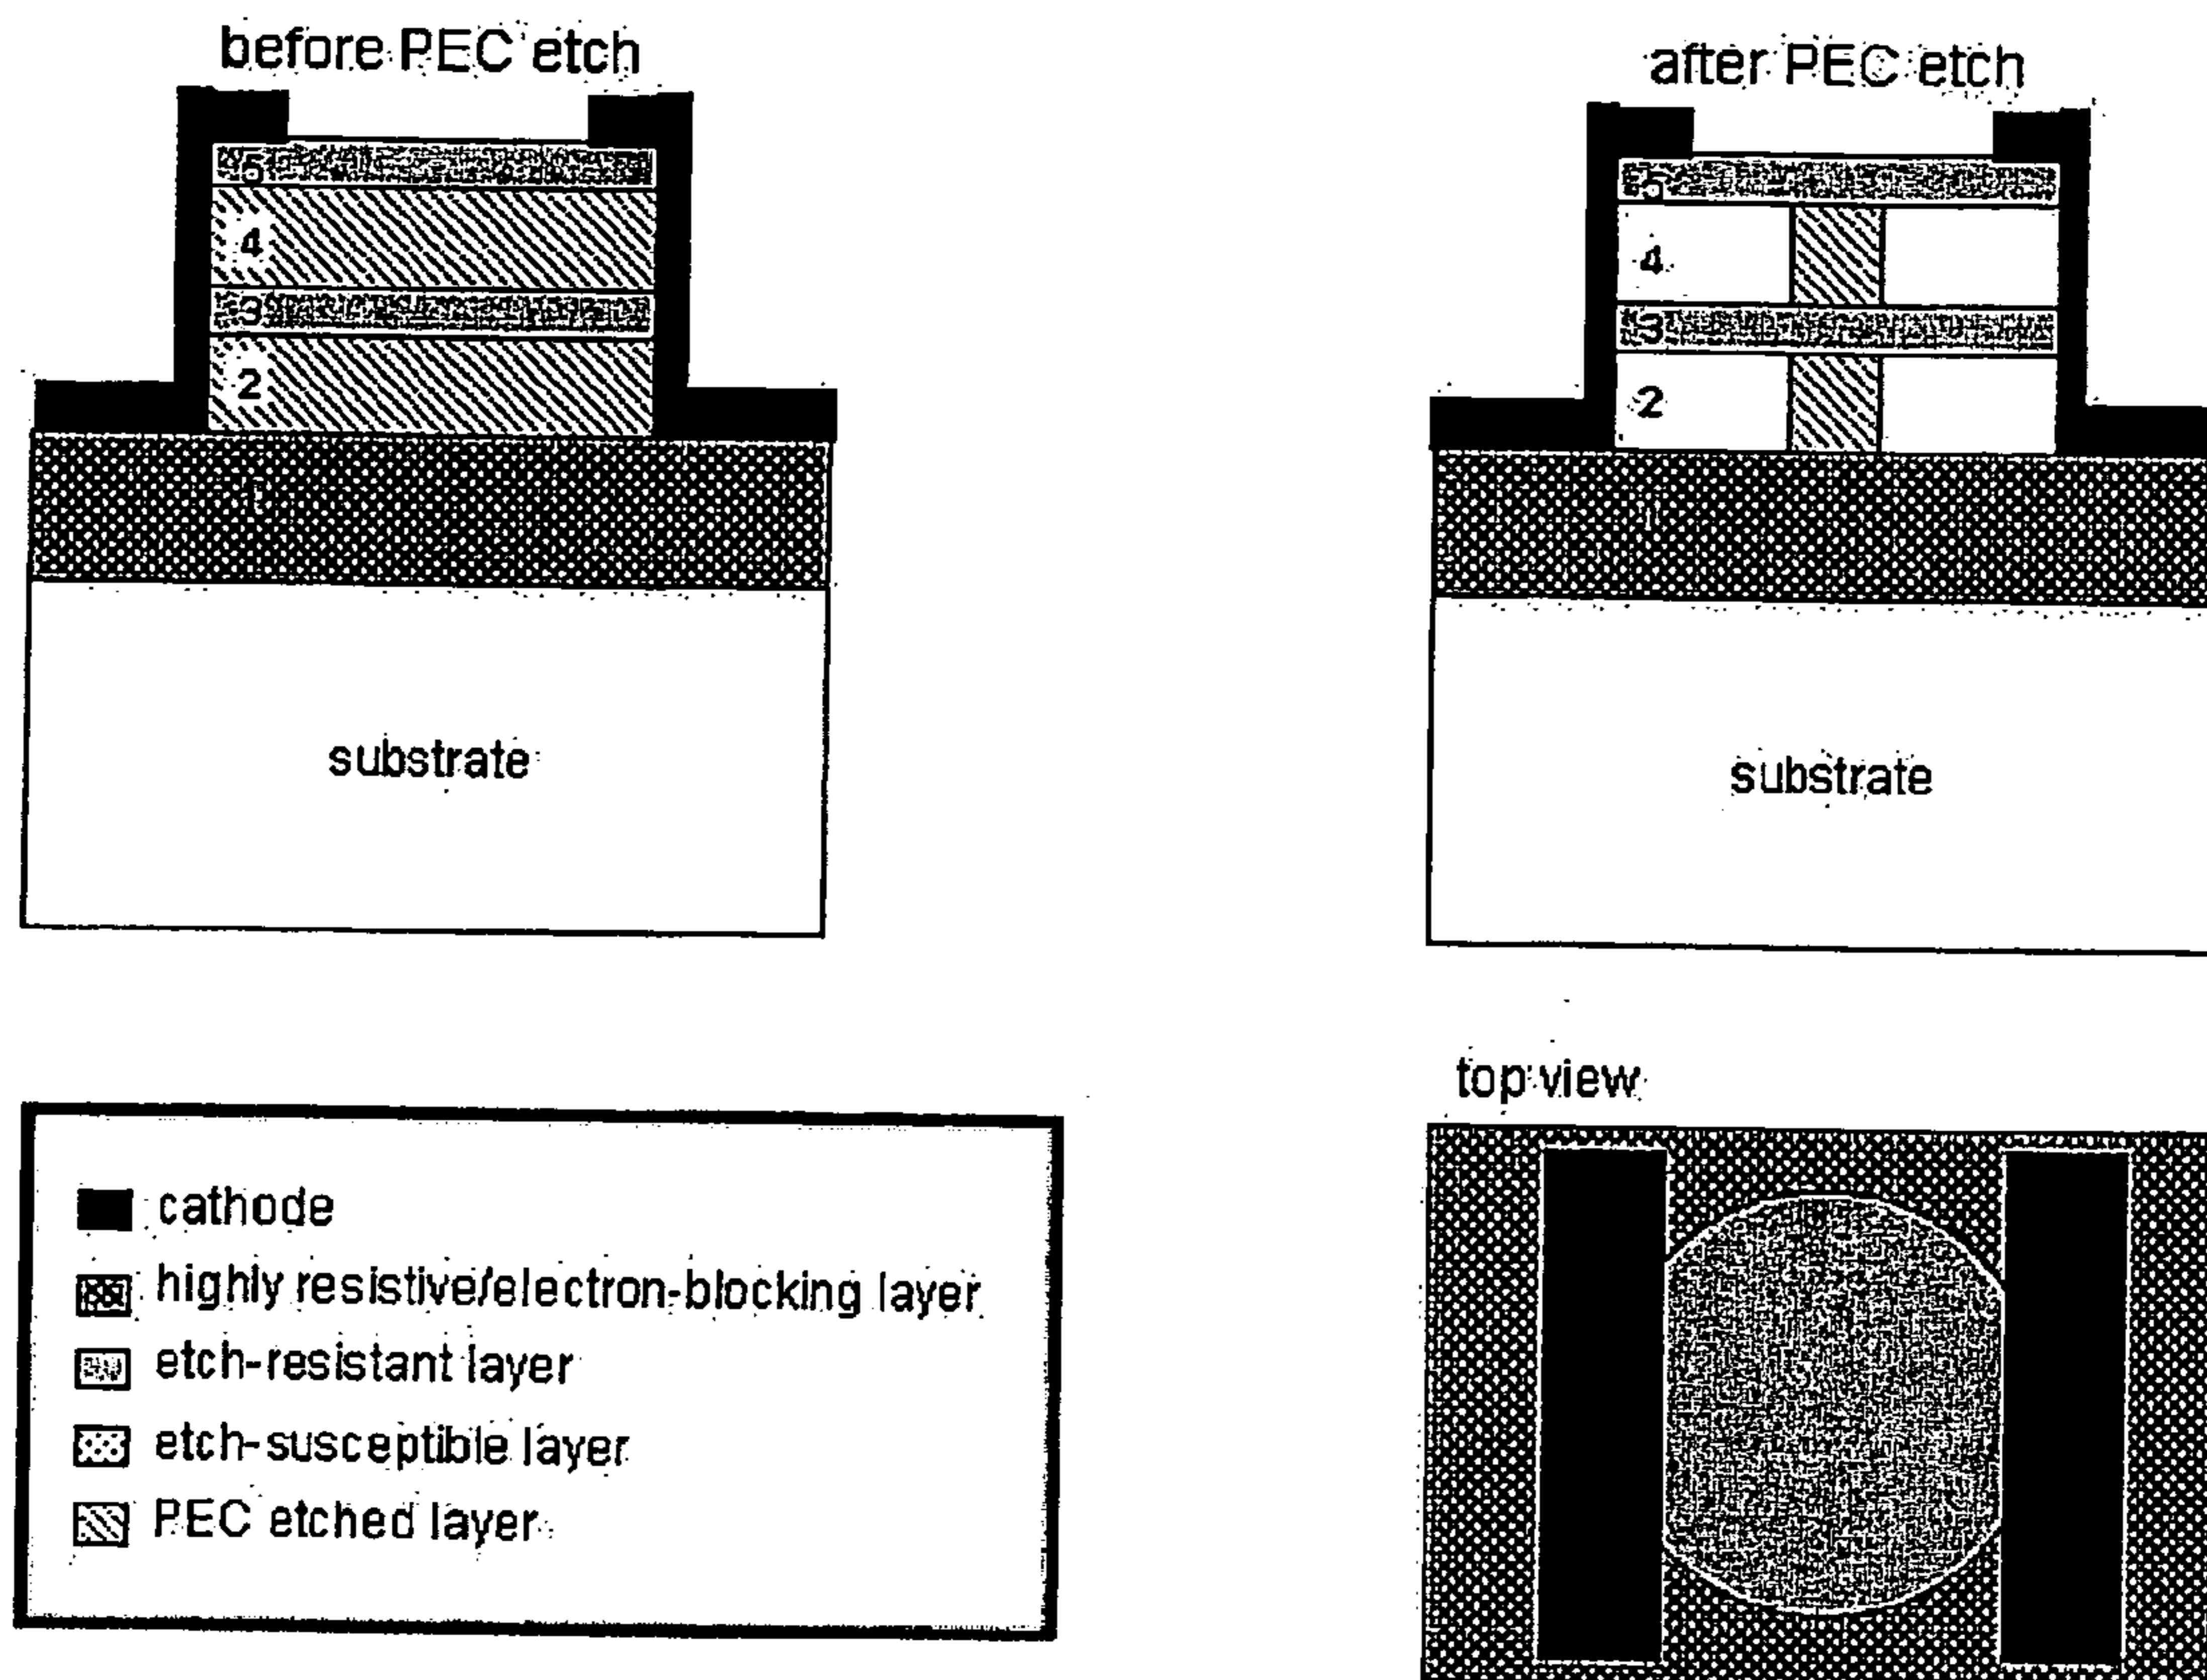 before PEC etch
5
4
3
2
1
substrate
after PEC etch
5
4
3
2
1
substrate
cathode
highly resistive/electron-blocking layer
etch-resistant layer
etch-susceptible layer
PEC etched layer
top view